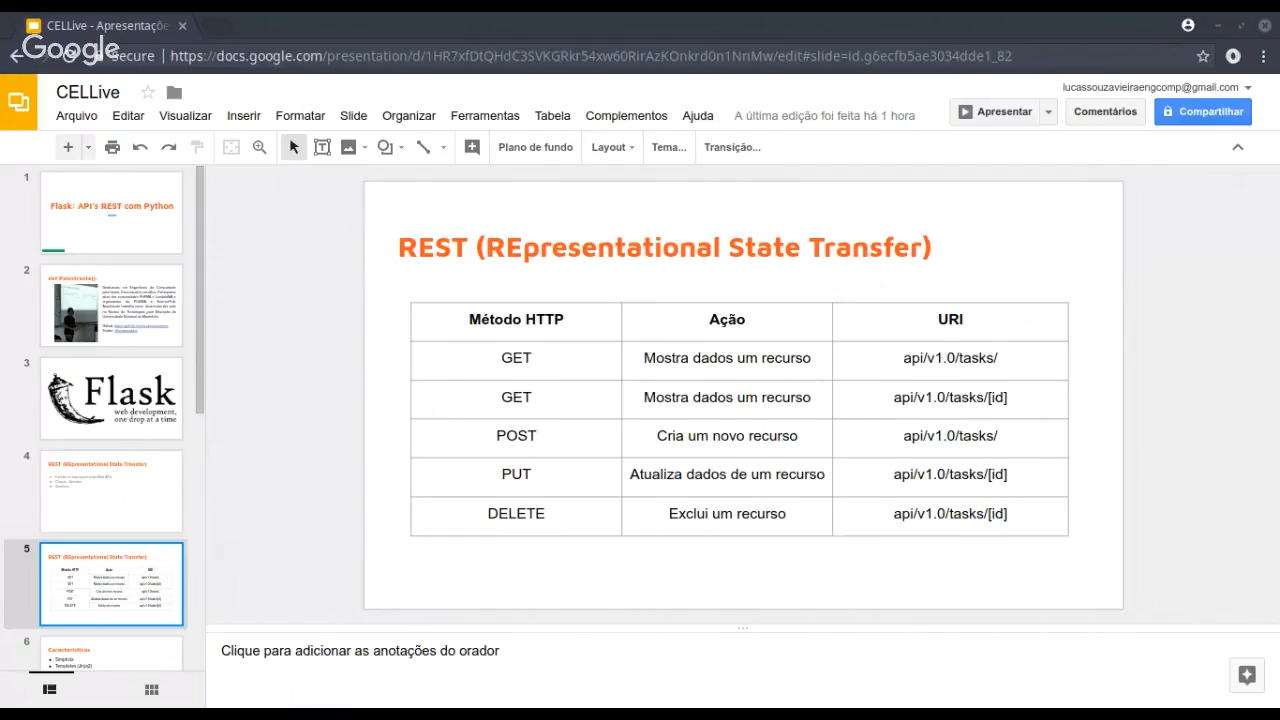 CELLive - Apresentaçõe
Google
Secure https://docs.google.com/presentation/d/1HR7xfDtQHdC3SVKGRkr54xw60RirAzKOnkrd0n1NnMw/edit#slide=id.g6ecfb5ae3034dde1_82
CELLive
lucassouzavieiraengcomp@gmail.com
Arquivo Editar Visualizar Inserir Formatar Slide Organizar Ferramentas Tabela Complementos Ajuda A última edição foi feita há 1 hora
Apresentar Comentários Compartilhar
Plano de fundo Layout Tema... Transição...
1
Flask: API's REST com Python
2
3
Flask
web development,
one drop at a time
4
REST (REpresentational State Transfer)
5
REST (REpresentational State Transfer)
6
Características
Simplicio
Templates (Jinja2)
REST (REpresentational State Transfer)
Método HTTP Ação URI
GET Mostra dados um recurso api/v1.0/tasks/
GET Mostra dados um recurso api/v1.0/tasks/[id]
POST Cria um novo recurso api/v1.0/tasks/
PUT Atualiza dados de um recurso api/v1.0/tasks/[id]
DELETE Exclui um recurso api/v1.0/tasks/[id]
Clique para adicionar as anotações do orador